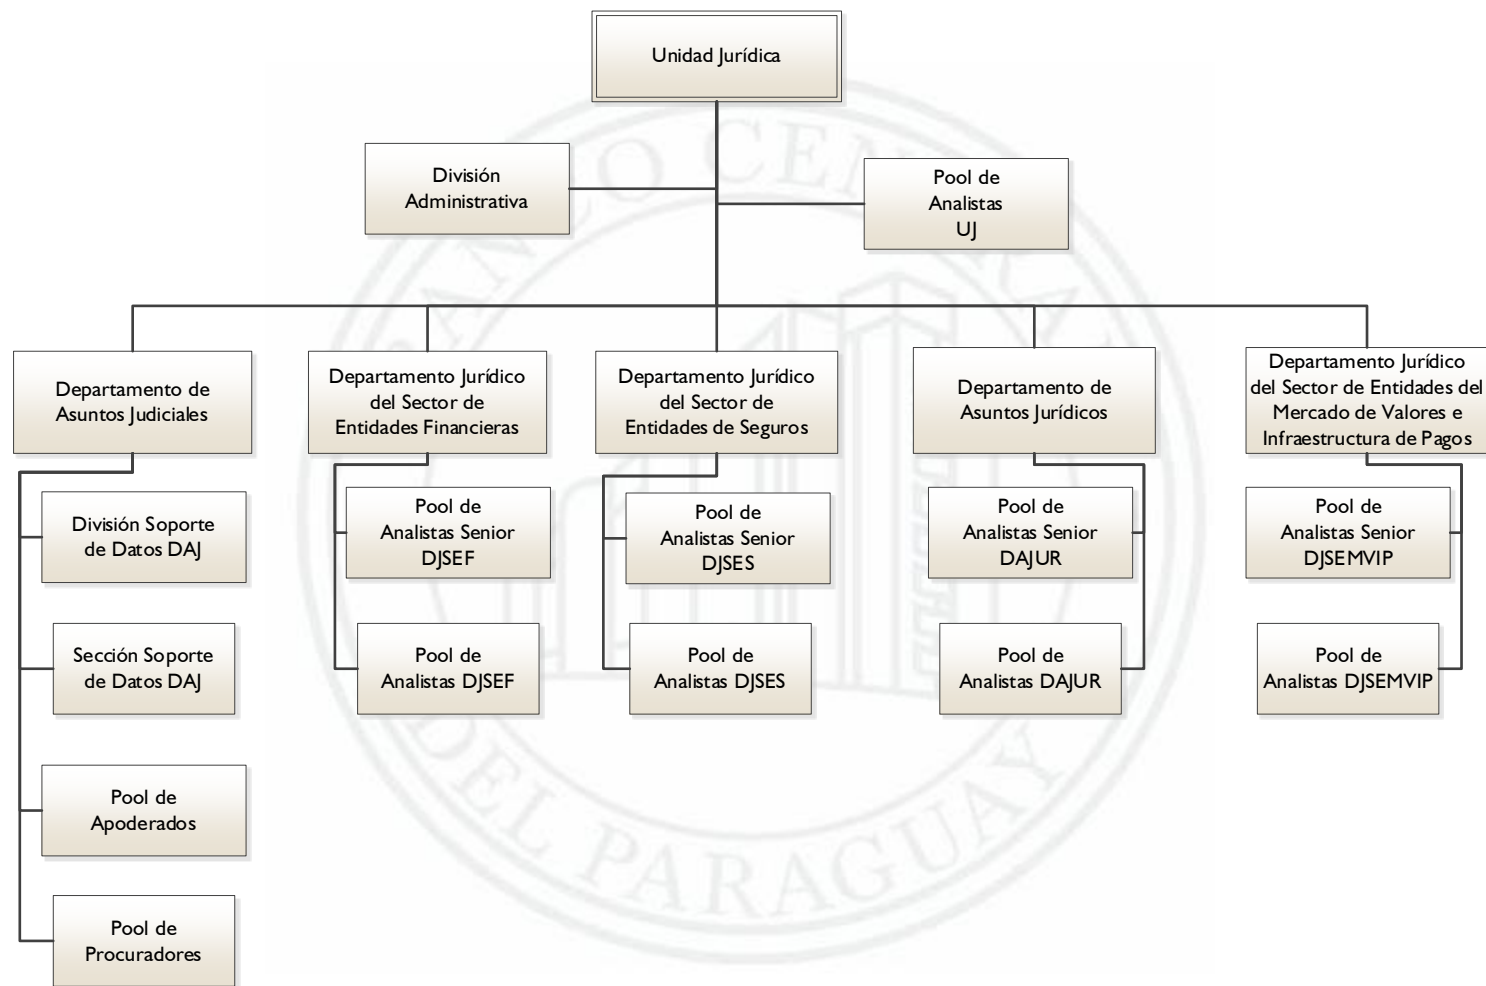 Unidad Jurídica
División
Administrativa
Pool de
Analistas
UJ
Departamento de
Asuntos Judiciales
Departamento Jurídico
del Sector de
Entidades Financieras
Departamento Jurídico
del Sector de
Entidades de Seguros
Departamento de
Asuntos Jurídicos
Departamento Jurídico
del Sector de Entidades del
Mercado de Valores e
Infraestructura de Pagos
División Soporte
de Datos DAJ
Pool de
Analistas Senior
DJSEF
Pool de
Analistas Senior
DJSES
Pool de
Analistas Senior
DAJUR
Pool de
Analistas Senior
DJSEMVIP
Sección Soporte
de Datos DAJ
Pool de
Analistas DJSEF
Pool de
Analistas DJSES
Pool de
Analistas DAJUR
Pool de
Analistas DJSEMVIP
Pool de
Apoderados
Pool de
Procuradores
BANCO CENTRAL
DEL PARAGUAY